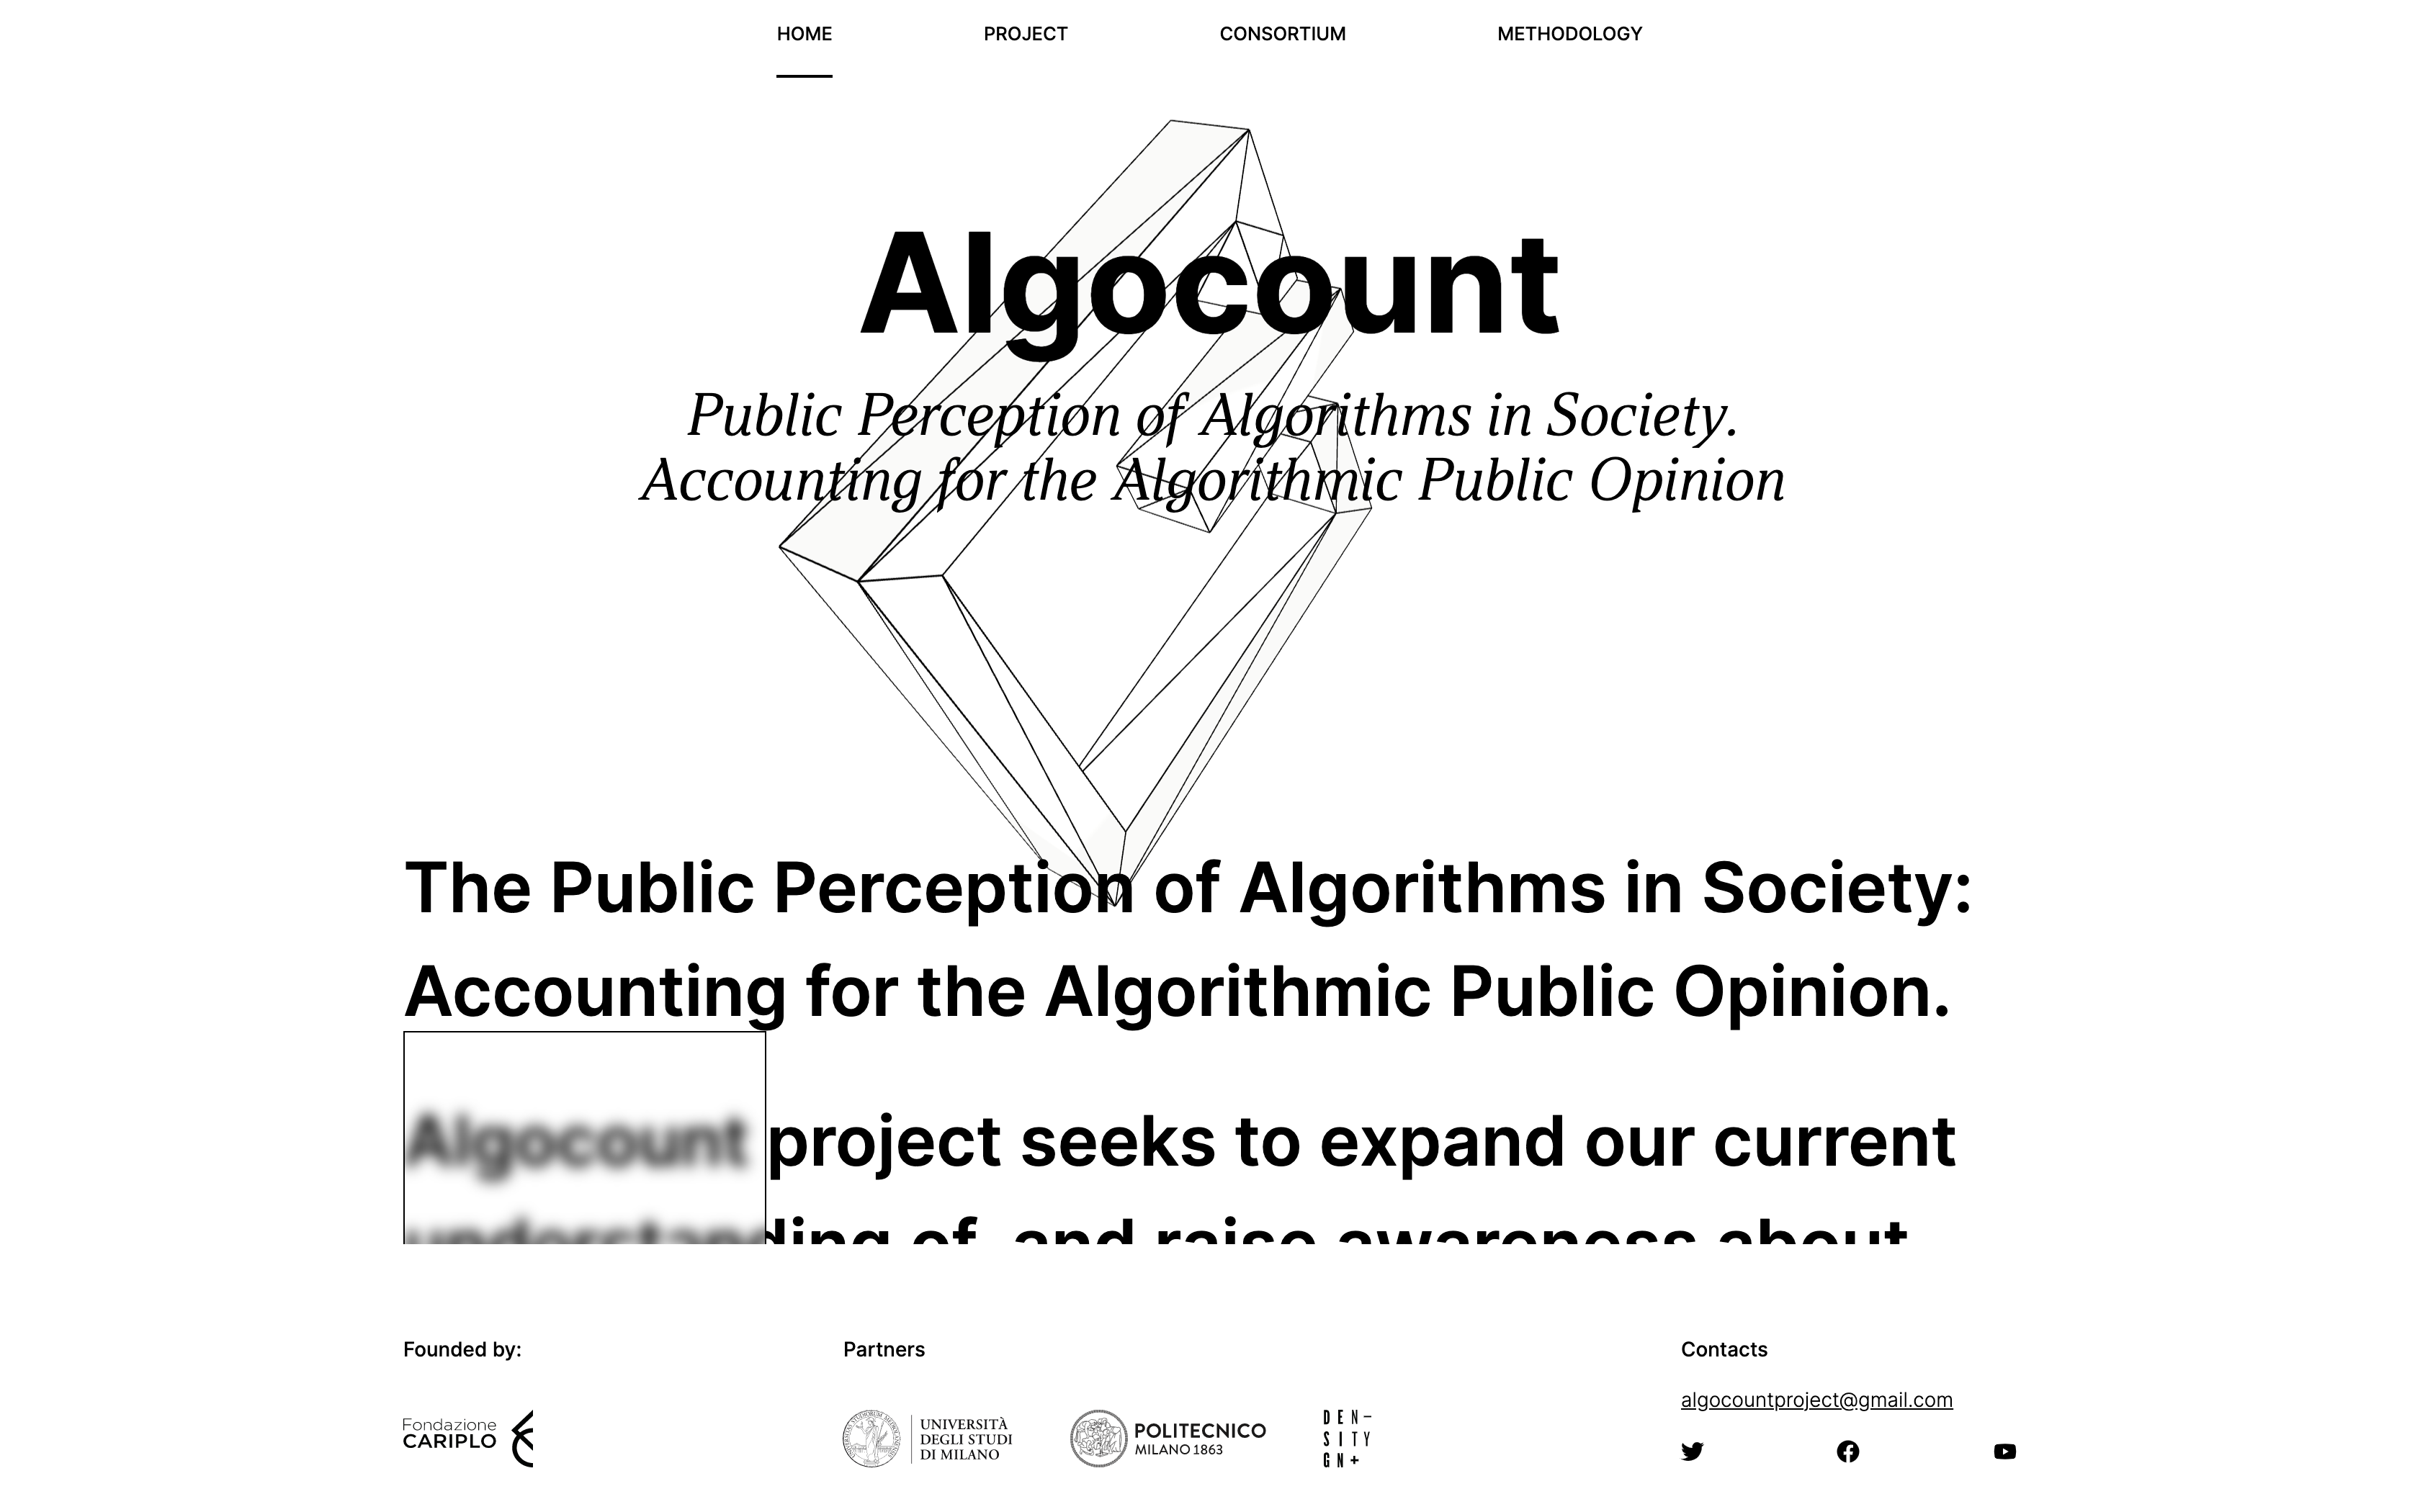 HOME
PROJECT
CONSORTIUM
METHODOLOGY
Algocount
Public Perception of Algorithms in Society.
Accounting for the Algorithmic Public Opinion
The Public Perception of Algorithms in Society:
Accounting for the Algorithmic Public Opinion.
Algocount project seeks to expand our current
understanding of, and raise awareness about
Founded by:
Fondazione
CARIPLO
Partners
UNIVERSITÀ
DEGLI STUDI
DI MILANO
POLITECNICO
MILANO 1863
DEN–
SITY
GN+
Contacts
algocountproject@gmail.com